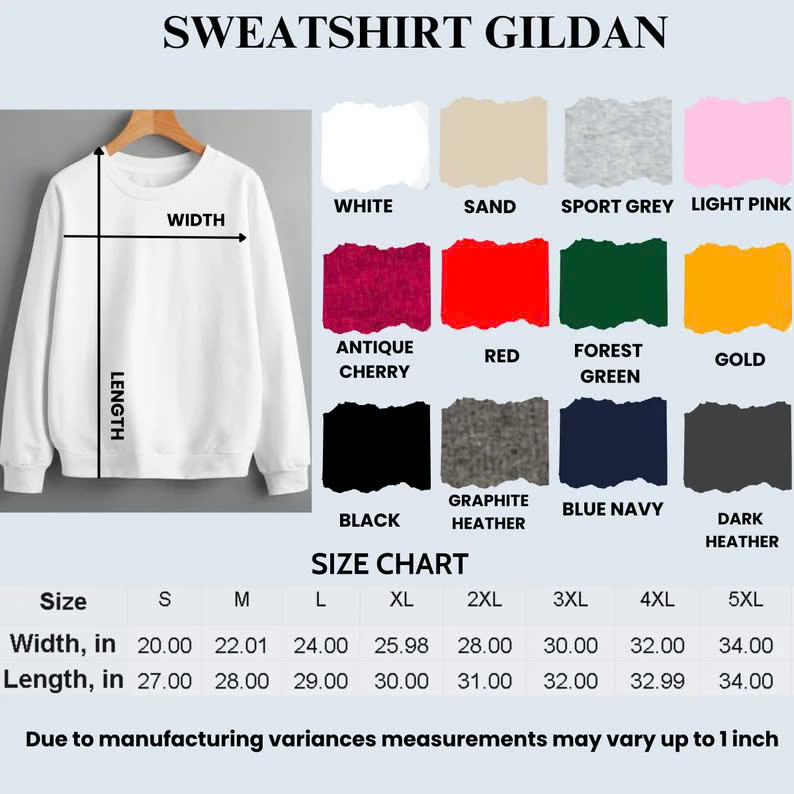 SWEATSHIRT GILDAN
WIDTH
LENGTH
WHITE
SAND
SPORT GREY
LIGHT PINK
ANTIQUE
CHERRY
RED
FOREST
GREEN
GOLD
BLACK
GRAPHITE
HEATHER
BLUE NAVY
DARK
HEATHER
SIZE CHART
Size S M L XL 2XL 3XL 4XL 5XL
Width, in 20.00 22.01 24.00 25.98 28.00 30.00 32.00 34.00
Length, in 27.00 28.00 29.00 30.00 31.00 32.00 32.99 34.00
Due to manufacturing variances measurements may vary up to 1 inch